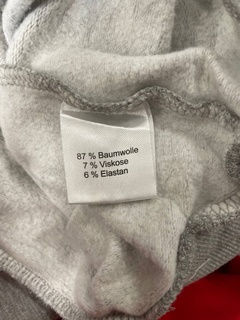 87 % Baumwolle
7 % Viskose
6 % Elastan